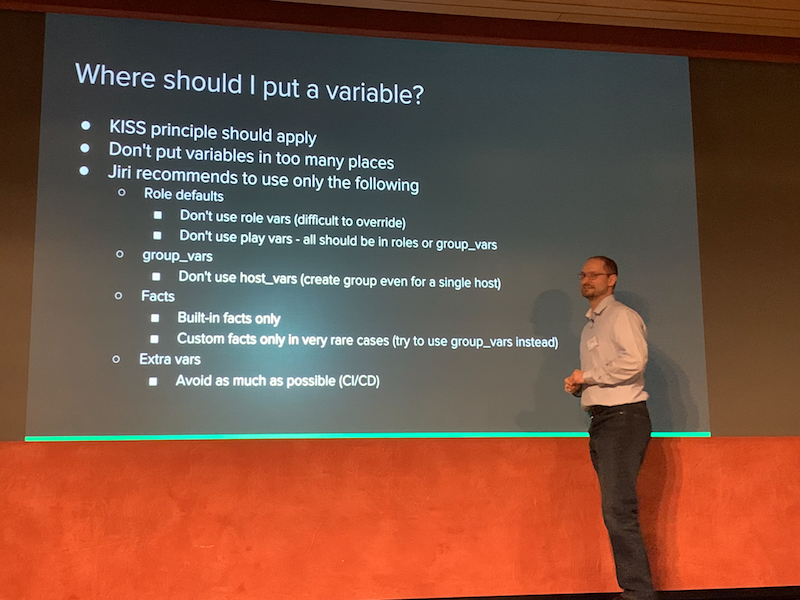 Where should I put a variable?
● KISS principle should apply
● Don't put variables in too many places
● Jiri recommends to use only the following
○ Role defaults
■ Don't use role vars (difficult to override)
■ Don't use play vars - all should be in roles or group_vars
○ group_vars
■ Don't use host_vars (create group even for a single host)
○ Facts
■ Built-in facts only
■ Custom facts only in very rare cases (try to use group_vars instead)
○ Extra vars
■ Avoid as much as possible (CI/CD)